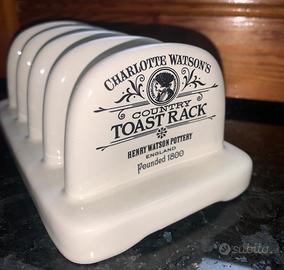 CHARLOTTE WATSON'S
COUNTRY
TOAST RACK
HENRY WATSON POTTERY
ENGLAND
Founded 1800
subito